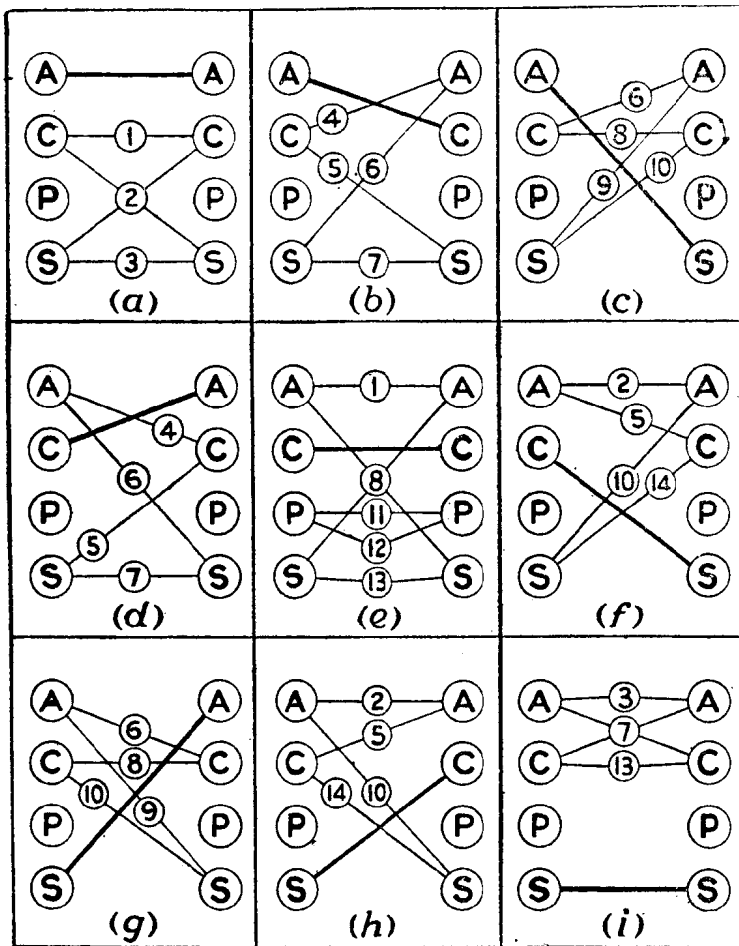 A A
C 1 C
P 2 P
S 3 S
(a)
A A
4 C
C
5 6
P P
S 7 S
(b)
A 6 A
C 8 C
9 10
P P
S S
(c)
A A
4
C C
6
P P
5
S 7 S
(d)
A 1 A
C C
8
P 11 P
12
S 13 S
(e)
A 2 A
5
C C
10 14
P P
S S
(f)
A A
6
C 8 C
10 9
P P
S S
(g)
A 2 A
5
C C
14 10
P P
S S
(h)
A 3 A
7
C 13 C
P P
S S
(i)